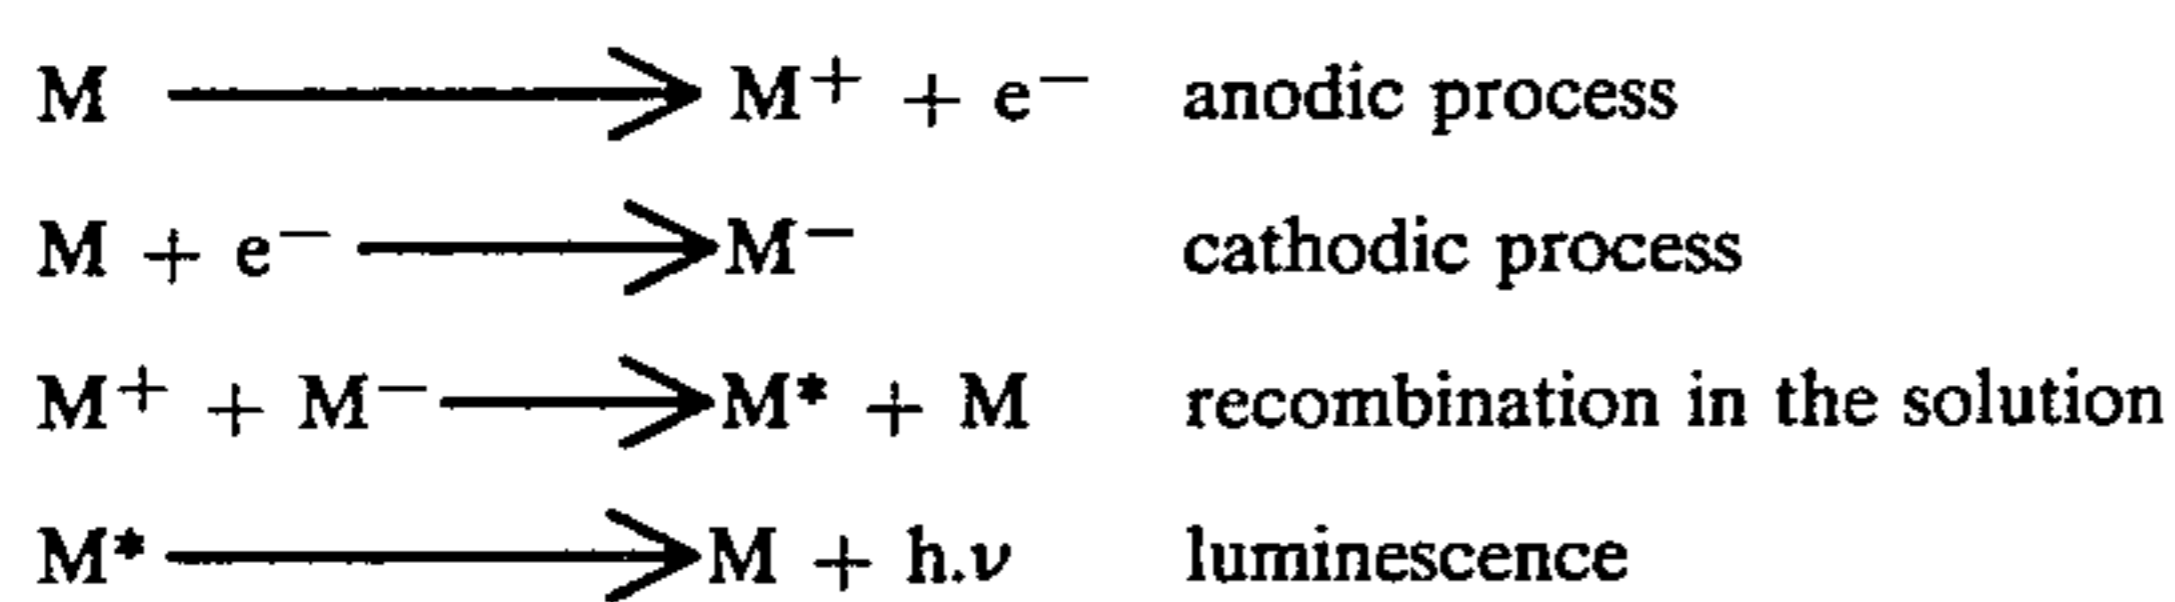 M ⟶ M⁺ + e⁻ anodic process
M + e⁻ ⟶ M⁻ cathodic process
M⁺ + M⁻ ⟶ M* + M recombination in the solution
M* ⟶ M + h.ν luminescence